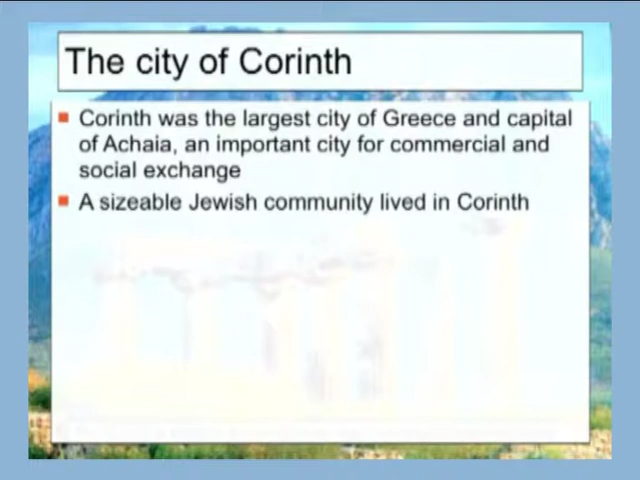 The city of Corinth
Corinth was the largest city of Greece and capital
of Achaia, an important city for commercial and
social exchange
A sizeable Jewish community lived in Corinth